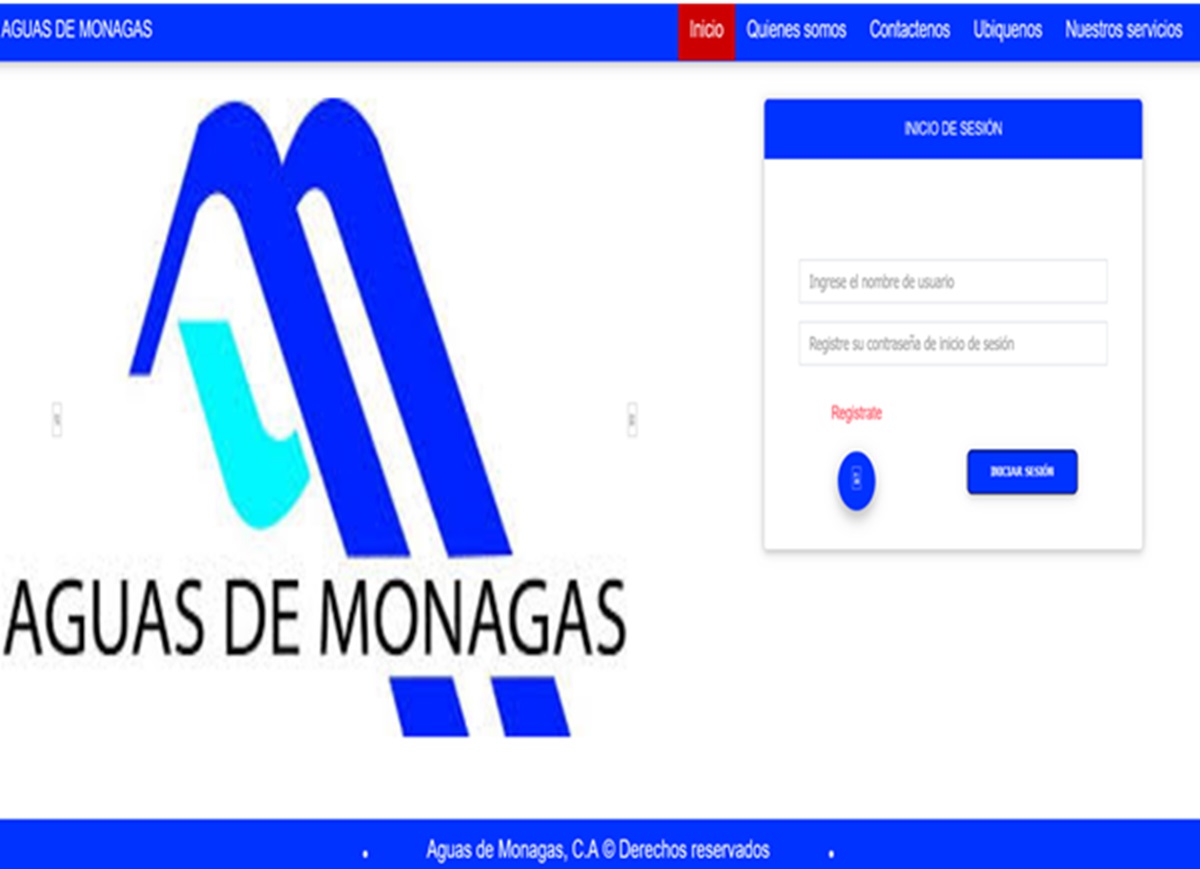 AGUAS DE MONAGAS
Inicio
Quienes somos
Contactenos
Ubiquenos
Nuestros servicios
INICIO DE SESIÓN
Ingrese el nombre de usuario
Registre su contraseña de inicio de sesión
Registrate
INICIAR SESIÓN
AGUAS DE MONAGAS
Aguas de Monagas, C.A © Derechos reservados